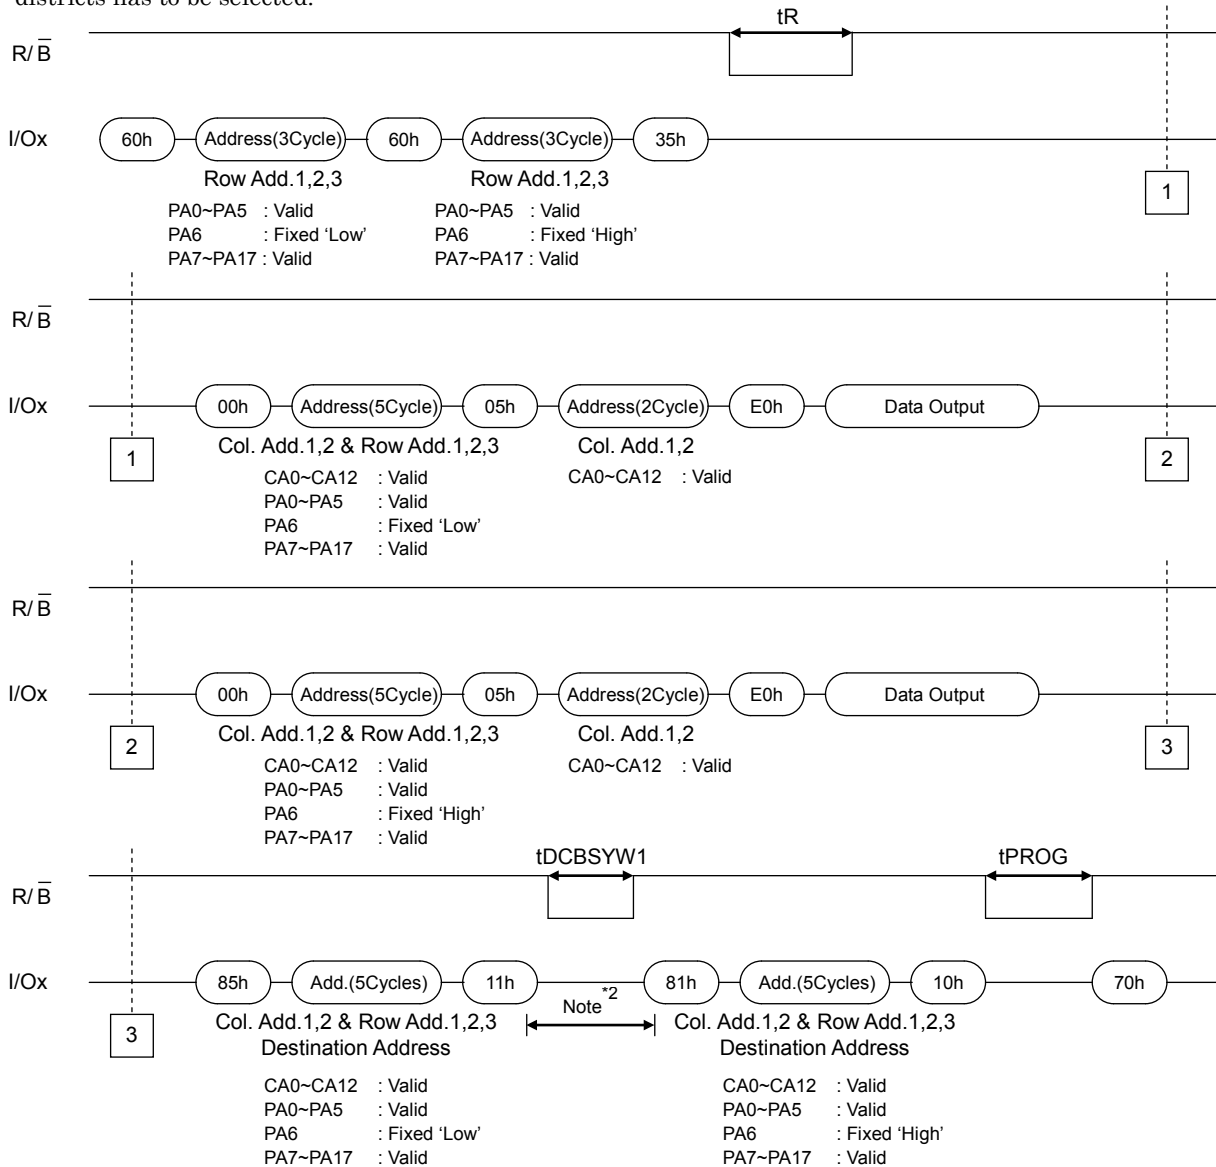 districts has to be selected.
tR
R/B̅
I/Ox 60h Address(3Cycle) 60h Address(3Cycle) 35h
Row Add.1,2,3 Row Add.1,2,3
1
PA0~PA5 : Valid PA0~PA5 : Valid
PA6 : Fixed ‘Low’ PA6 : Fixed ‘High’
PA7~PA17 : Valid PA7~PA17 : Valid
R/B̅
I/Ox 00h Address(5Cycle) 05h Address(2Cycle) E0h Data Output
Col. Add.1,2 & Row Add.1,2,3 Col. Add.1,2
1 2
CA0~CA12 : Valid CA0~CA12 : Valid
PA0~PA5 : Valid
PA6 : Fixed ‘Low’
PA7~PA17 : Valid
R/B̅
I/Ox 00h Address(5Cycle) 05h Address(2Cycle) E0h Data Output
Col. Add.1,2 & Row Add.1,2,3 Col. Add.1,2
2 3
CA0~CA12 : Valid CA0~CA12 : Valid
PA0~PA5 : Valid
PA6 : Fixed ‘High’
PA7~PA17 : Valid
tDCBSYW1 tPROG
R/B̅
I/Ox 85h Add.(5Cycles) 11h 81h Add.(5Cycles) 10h 70h
Note*2
Col. Add.1,2 & Row Add.1,2,3 Col. Add.1,2 & Row Add.1,2,3
3
Destination Address Destination Address
CA0~CA12 : Valid CA0~CA12 : Valid
PA0~PA5 : Valid PA0~PA5 : Valid
PA6 : Fixed ‘Low’ PA6 : Fixed ‘High’
PA7~PA17 : Valid PA7~PA17 : Valid